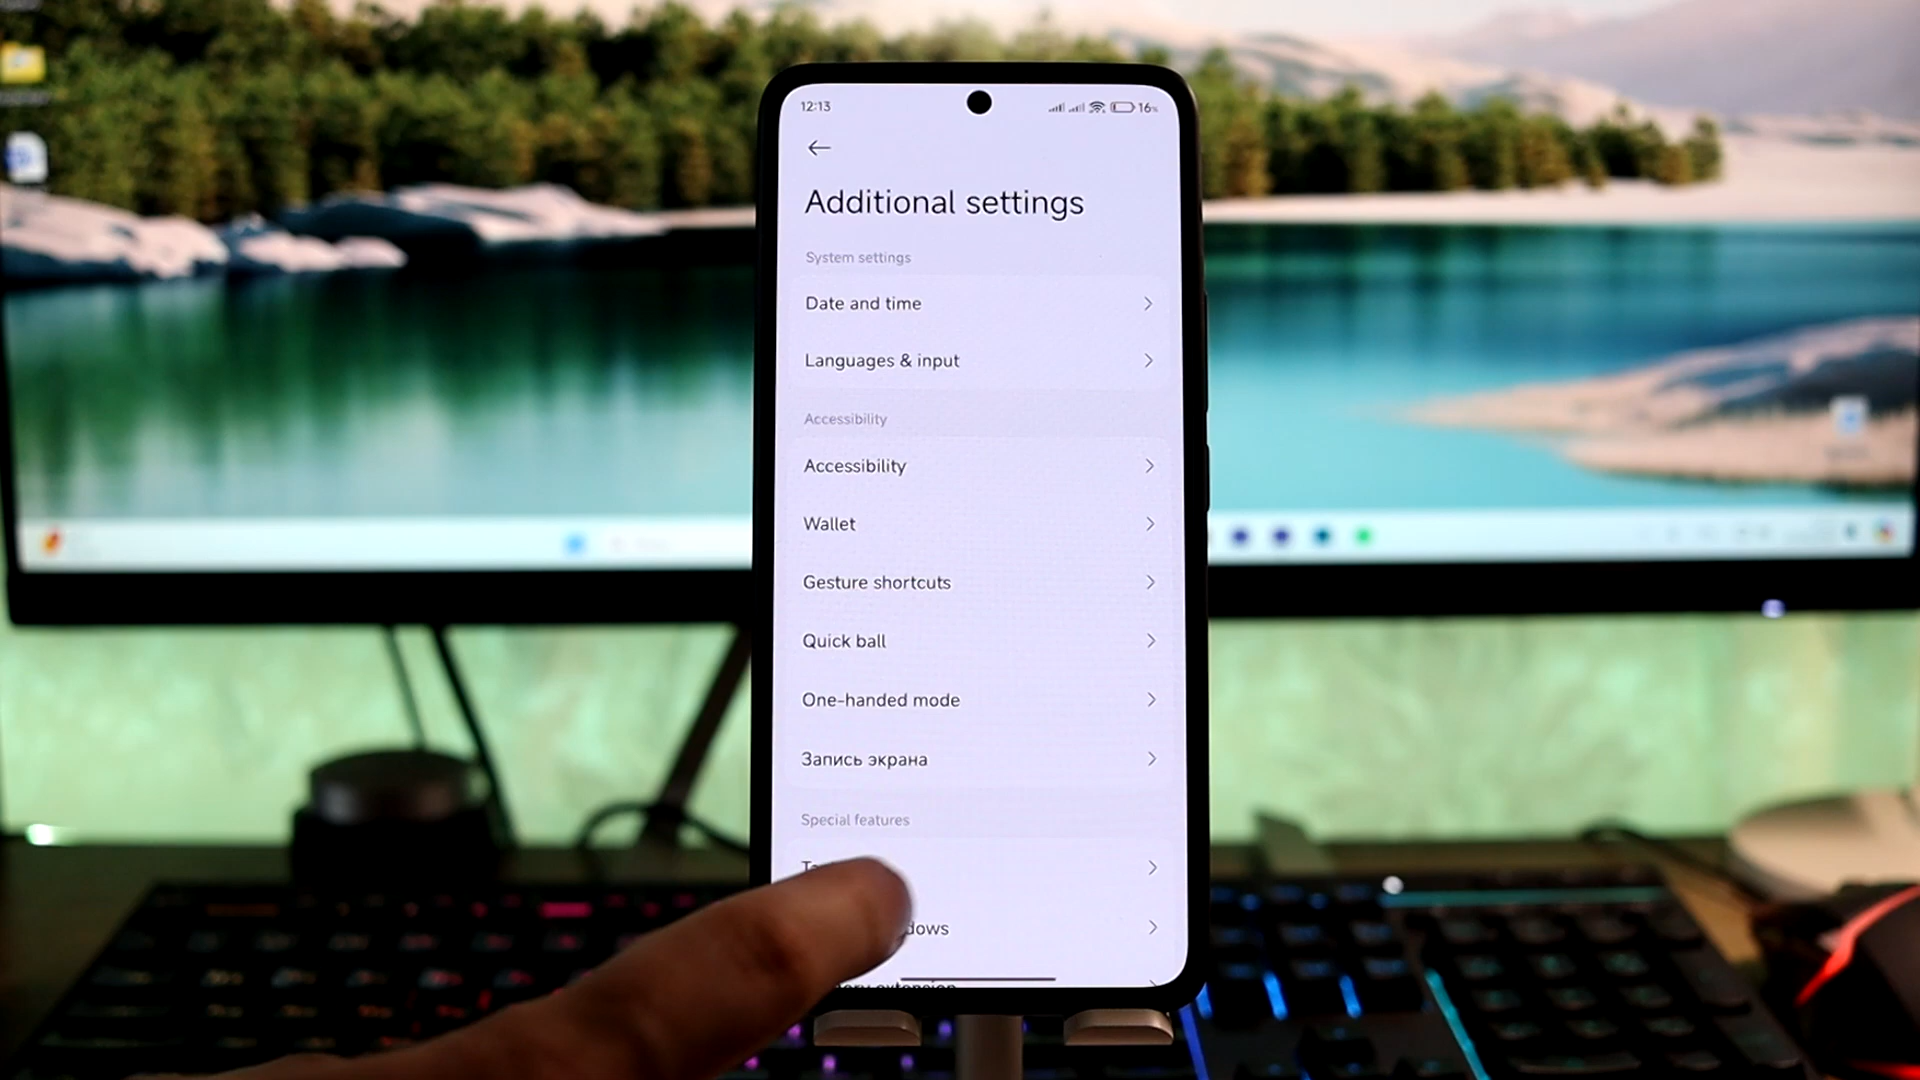 12:13
16%
Additional settings
System settings
Date and time
Languages & input
Accessibility
Accessibility
Wallet
Gesture shortcuts
Quick ball
One-handed mode
Запись экрана
Special features
extension